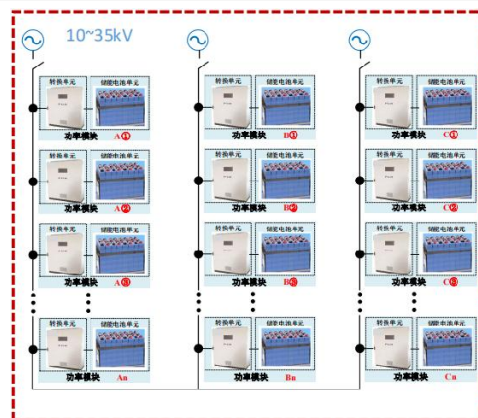 10~35kV
转换单元 储能电池单元 转换单元 储能电池单元 转换单元 储能电池单元
功率模块 A① 功率模块 B① 功率模块 C①
转换单元 储能电池单元 转换单元 储能电池单元 转换单元 储能电池单元
功率模块 A② 功率模块 B② 功率模块 C②
转换单元 储能电池单元 转换单元 储能电池单元 转换单元 储能电池单元
功率模块 A③ 功率模块 B③ 功率模块 C③
转换单元 储能电池单元 转换单元 储能电池单元 转换单元 储能电池单元
功率模块 An 功率模块 Bn 功率模块 Cn